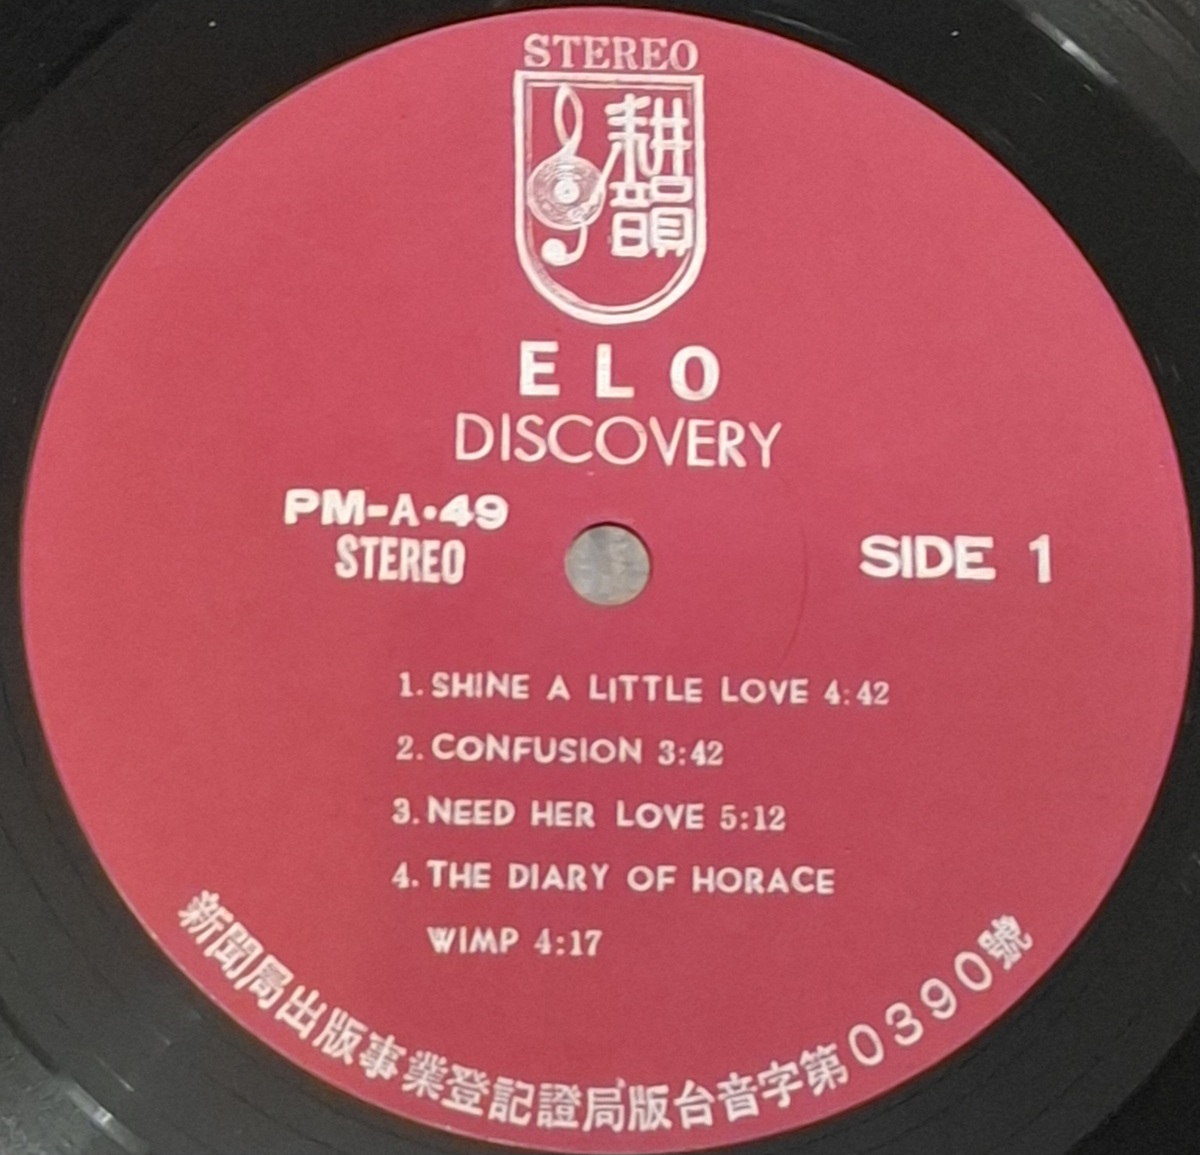 STEREO
耕韻
ELO
DISCOVERY
PM-A·49
STEREO
SIDE 1
1. SHINE A LITTLE LOVE 4:42
2. CONFUSION 3:42
3. NEED HER LOVE 5:12
4. THE DIARY OF HORACE
WIMP 4:17
新聞局出版事業登記證局版台音字第0390號